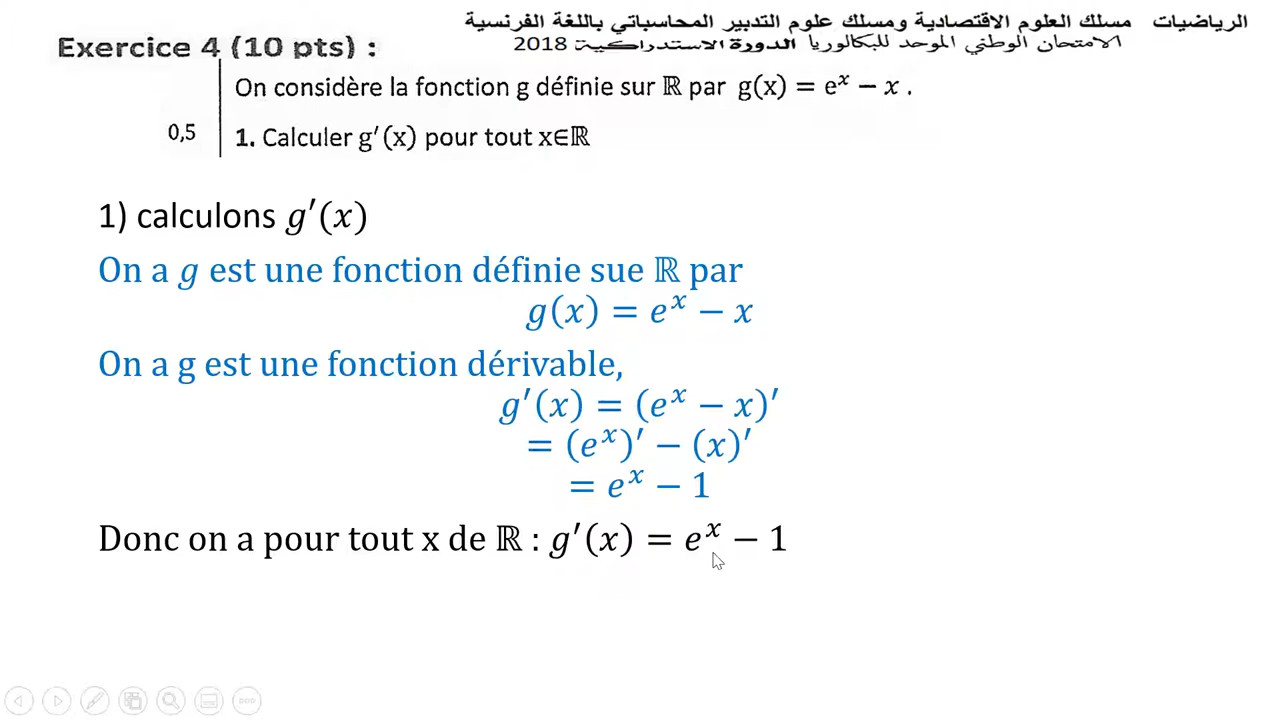 الرياضيات مسلك العلوم الاقتصادية ومسلك علوم التدبير المحاسباتي باللغة الفرنسية
الامتحان الوطني الموحد للبكالوريا الدورة الاستدراكية 2018
Exercice 4 (10 pts) :
On considère la fonction g définie sur ℝ par g(x) = eˣ − x .
0,5
1. Calculer g′(x) pour tout x∈ℝ
1) calculons g′(x)
On a g est une fonction définie sue ℝ par
g(x) = eˣ − x
On a g est une fonction dérivable,
g′(x) = (eˣ − x)′
= (eˣ)′ − (x)′
= eˣ − 1
Donc on a pour tout x de ℝ : g′(x) = eˣ − 1